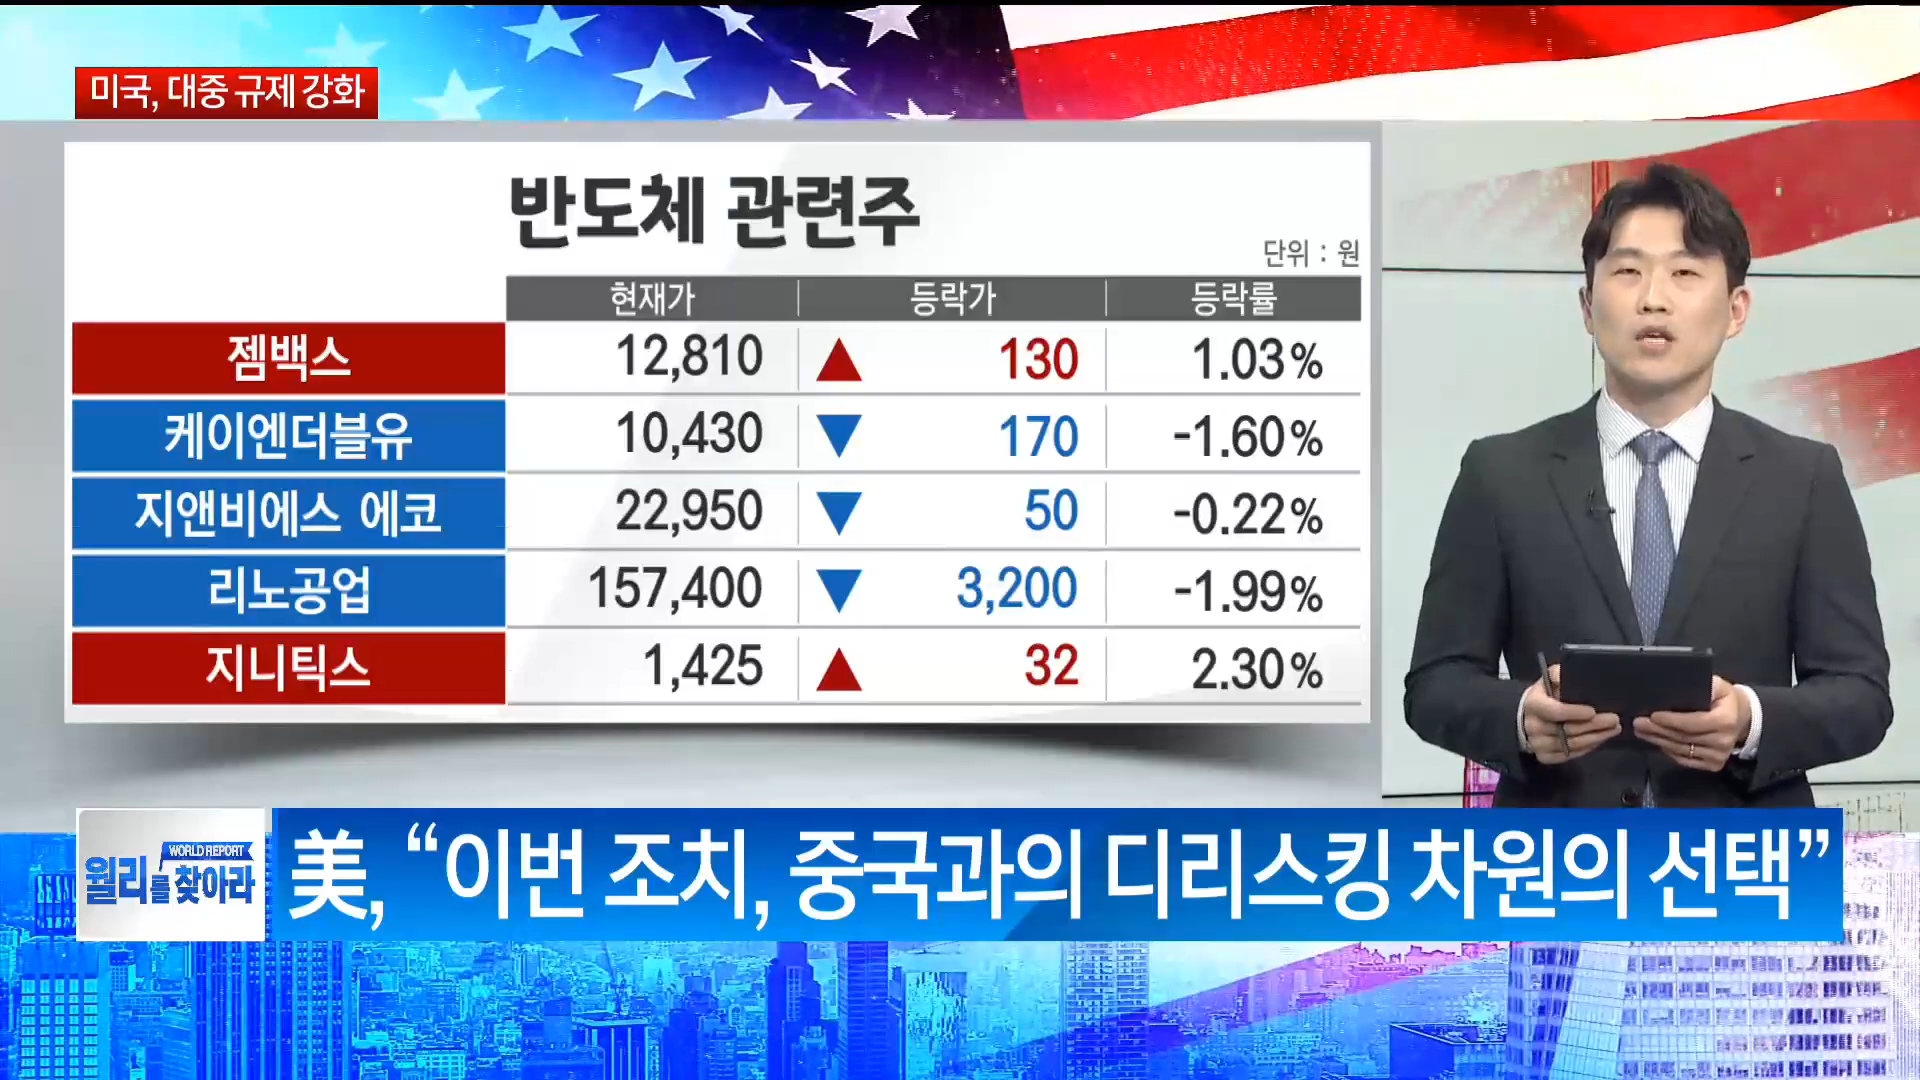 미국, 대중 규제 강화
반도체 관련주
단위 : 원
현재가 등락가 등락률
젬백스 12,810 ▲ 130 1.03%
케이엔더블유 10,430 ▼ 170 -1.60%
지앤비에스 에코 22,950 ▼ 50 -0.22%
리노공업 157,400 ▼ 3,200 -1.99%
지니틱스 1,425 ▲ 32 2.30%
WORLD REPORT
월리를 찾아라
美, “이번 조치, 중국과의 디리스킹 차원의 선택”